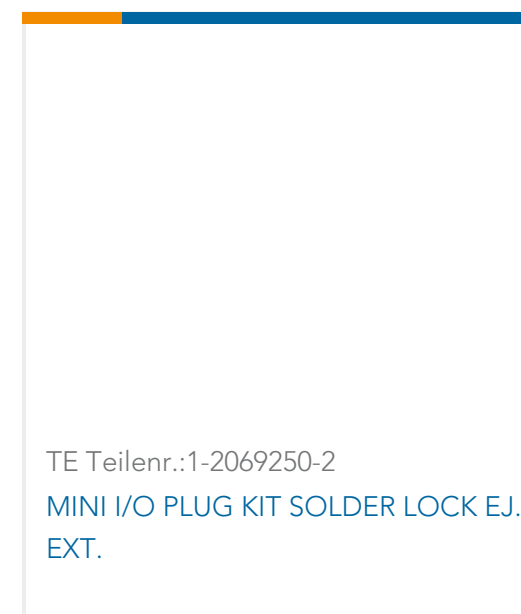 TE Teilenr.:1-2069250-2
MINI I/O PLUG KIT SOLDER LOCK EJ.
EXT.